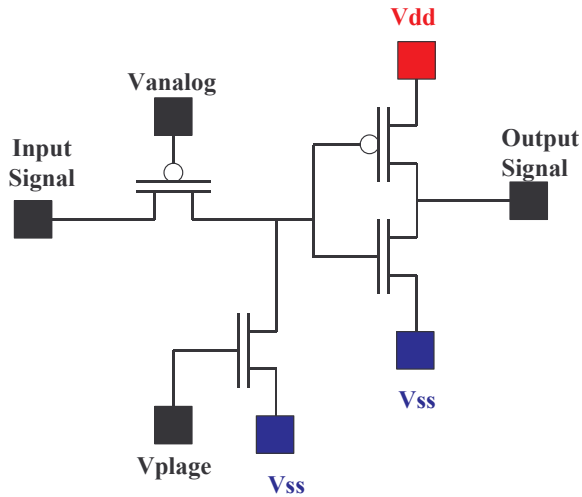 Vdd
Vanalog
Input
Signal
Output
Signal
Vss
Vplage
Vss